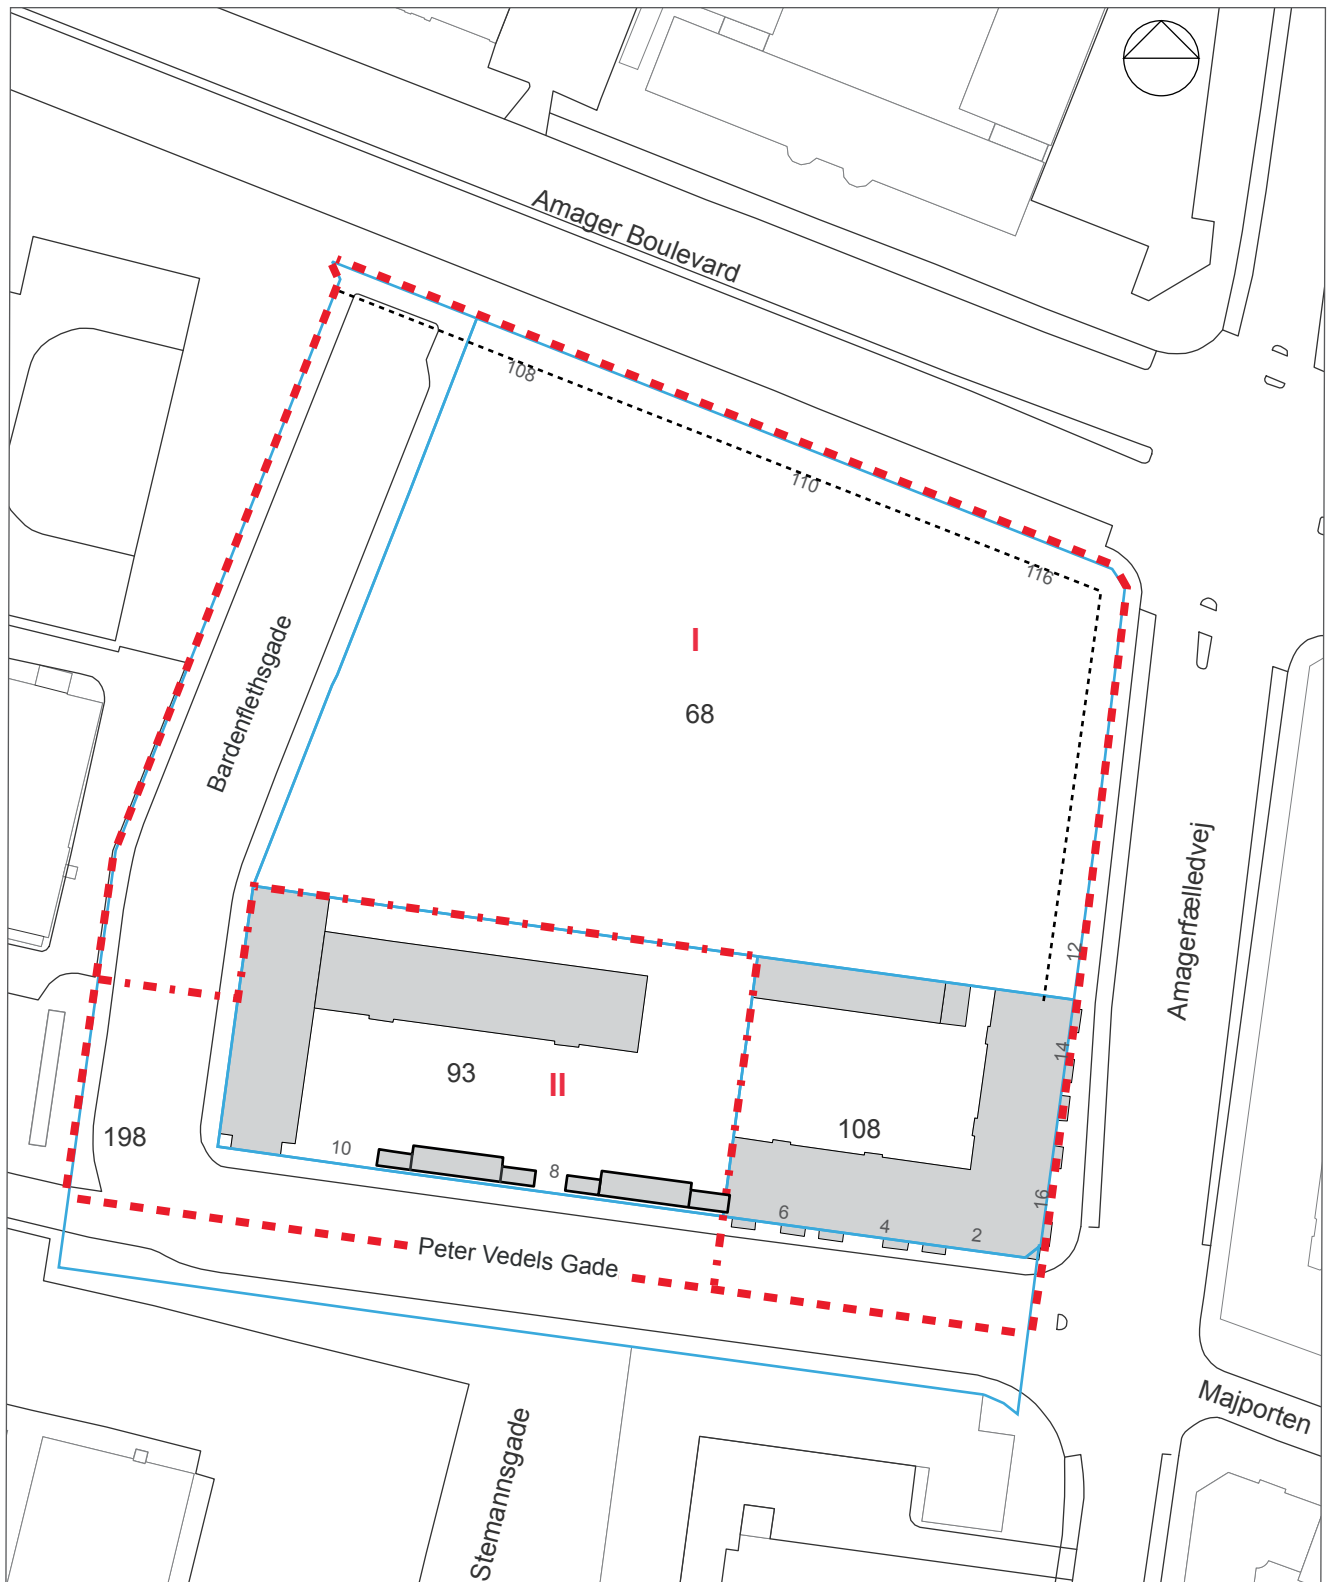 Amager Boulevard
108
110
116
I
68
Bardenflethsgade
Amagerfælledvej
12
14
16
93
II
108
198
10
8
6
4
2
Peter Vedels Gade
Majporten
Stemannsgade